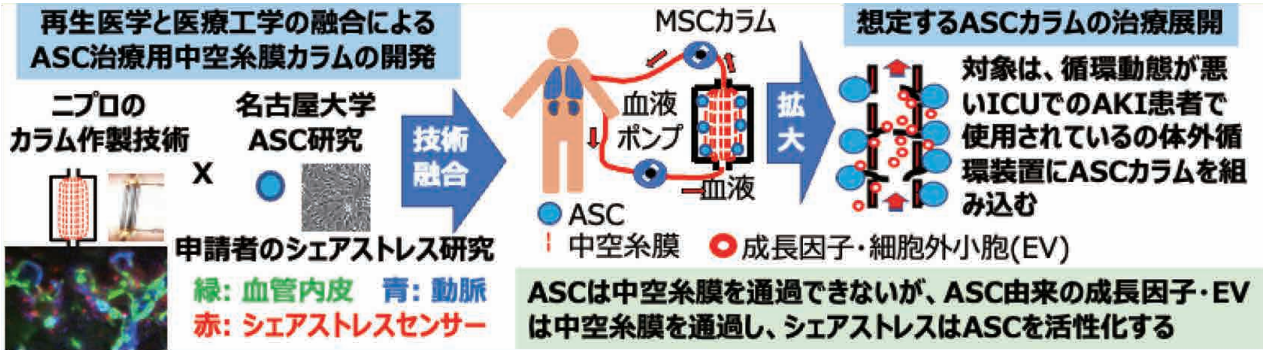 再生医学と医療工学の融合による
ASC治療用中空糸膜カラムの開発
ニプロの
カラム作製技術
x
名古屋大学
ASC研究
申請者のシェアストレス研究
緑: 血管内皮 青: 動脈
赤: シェアストレスセンサー
技術
融合
MSCカラム
血液
ポンプ
血液
ASC
中空糸膜
成長因子・細胞外小胞(EV)
拡
大
想定するASCカラムの治療展開
対象は、循環動態が悪
いICUでのAKI患者で
使用されているの体外循
環装置にASCカラムを組
み込む
ASCは中空糸膜を通過できないが、ASC由来の成長因子・EV
は中空糸膜を通過し、シェアストレスはASCを活性化する